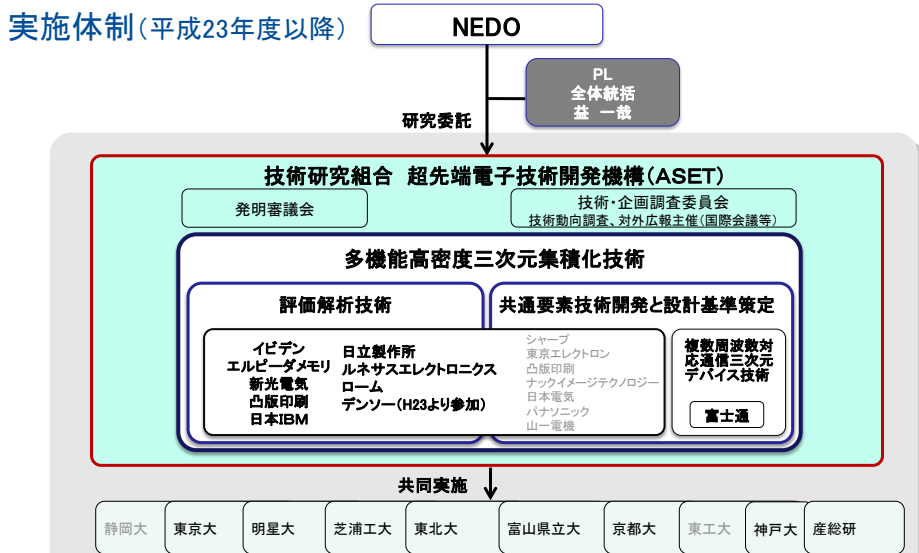 実施体制(平成23年度以降)
NEDO
PL
全体統括
益 一哉
研究委託
技術研究組合 超先端電子技術開発機構(ASET)
発明審議会
技術・企画調査委員会
技術動向調査、対外広報主催(国際会議等)
多機能高密度三次元集積化技術
評価解析技術
共通要素技術開発と設計基準策定
イビデン
エルピーダメモリ
新光電気
凸版印刷
日本IBM
日立製作所
ルネサスエレクトロニクス
ローム
デンソー(H23より参加)
シャープ
東京エレクトロン
凸版印刷
ナックイメージテクノロジー
日本電気
パナソニック
山一電機
複数周波数対
応通信三次元
デバイス技術
富士通
共同実施
静岡大
東京大
明星大
芝浦工大
東北大
富山県立大
京都大
東工大
神戸大
産総研